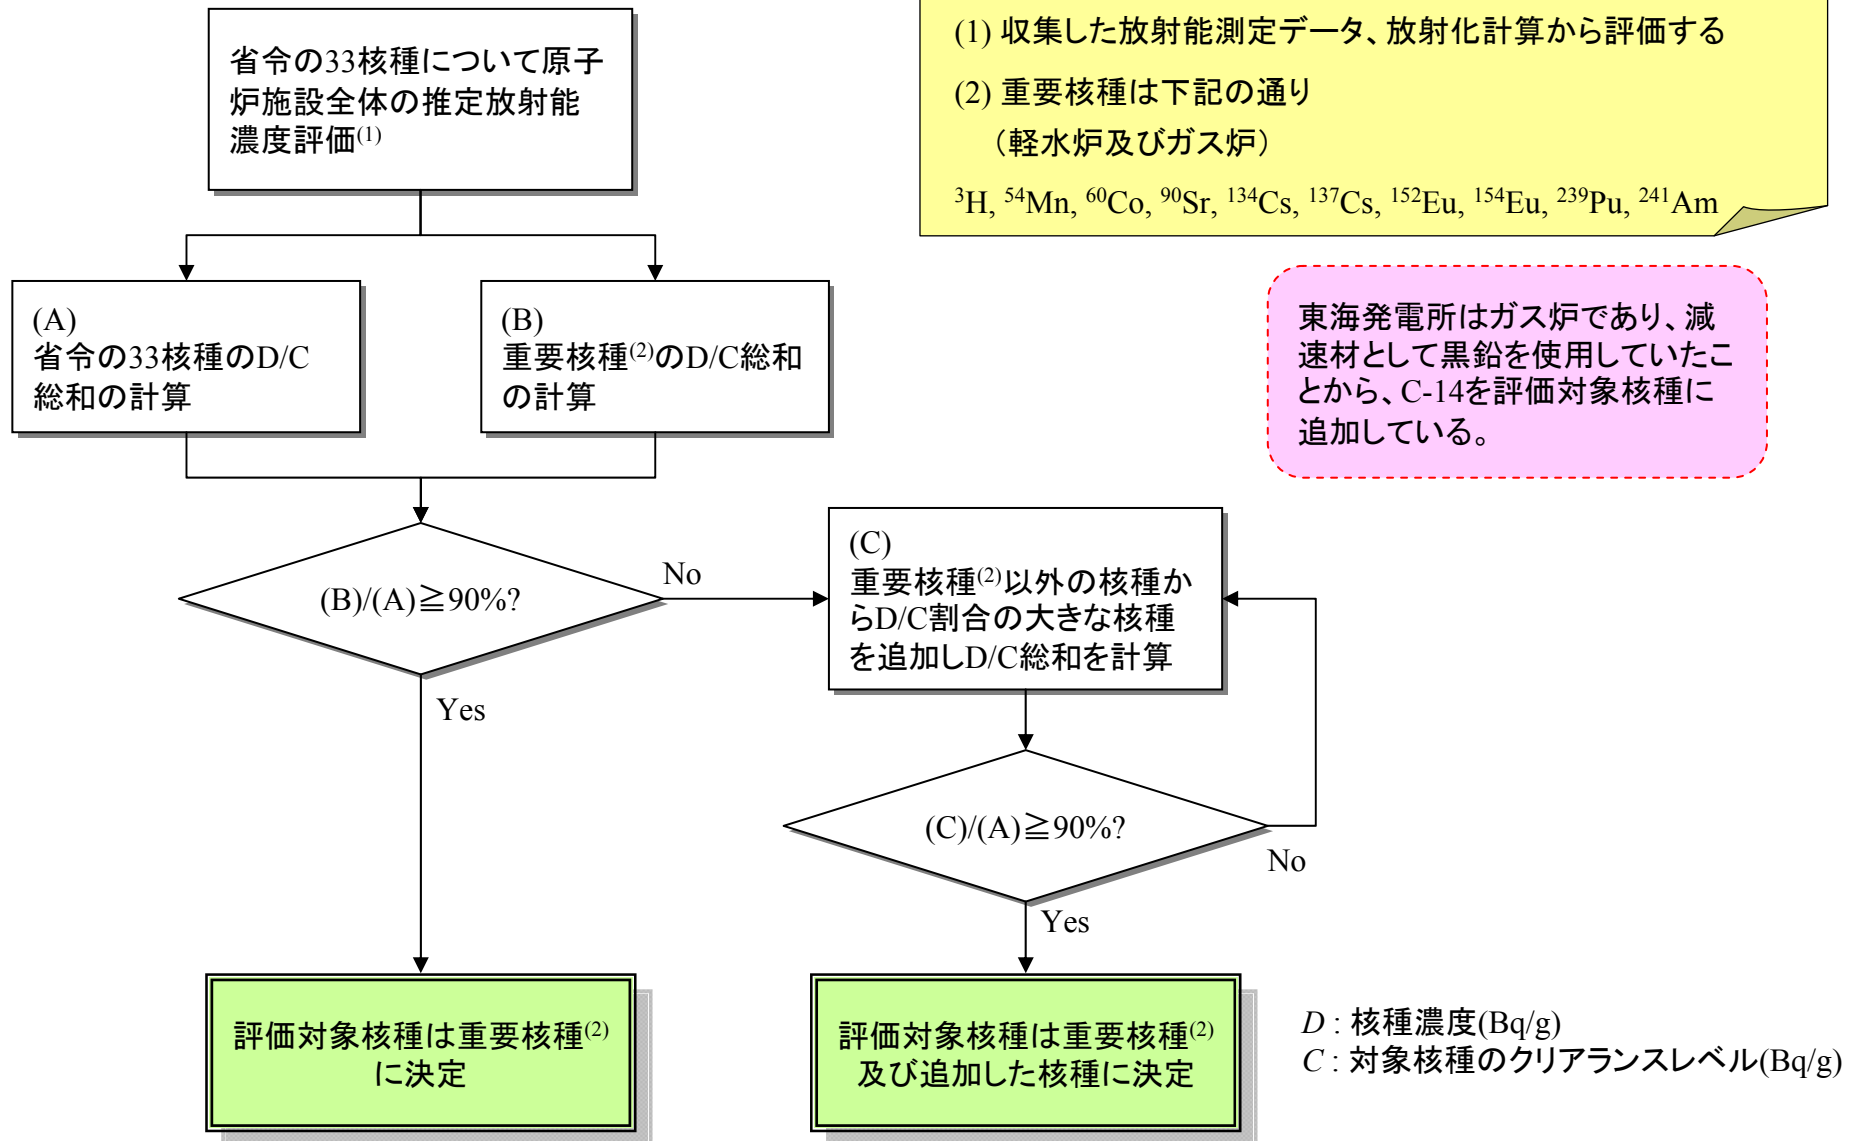 省令の33核種について原子
炉施設全体の推定放射能
濃度評価(1)
(1) 収集した放射能測定データ、放射化計算から評価する
(2) 重要核種は下記の通り
（軽水炉及びガス炉）
³H, ⁵⁴Mn, ⁶⁰Co, ⁹⁰Sr, ¹³⁴Cs, ¹³⁷Cs, ¹⁵²Eu, ¹⁵⁴Eu, ²³⁹Pu, ²⁴¹Am
(A)
省令の33核種のD/C
総和の計算
(B)
重要核種(2)のD/C総和
の計算
東海発電所はガス炉であり、減
速材として黒鉛を使用していたこ
とから、C-14を評価対象核種に
追加している。
(B)/(A)≧90%?
No
Yes
(C)
重要核種(2)以外の核種か
らD/C割合の大きな核種
を追加しD/C総和を計算
(C)/(A)≧90%?
No
Yes
評価対象核種は重要核種(2)
に決定
評価対象核種は重要核種(2)
及び追加した核種に決定
D : 核種濃度(Bq/g)
C : 対象核種のクリアランスレベル(Bq/g)